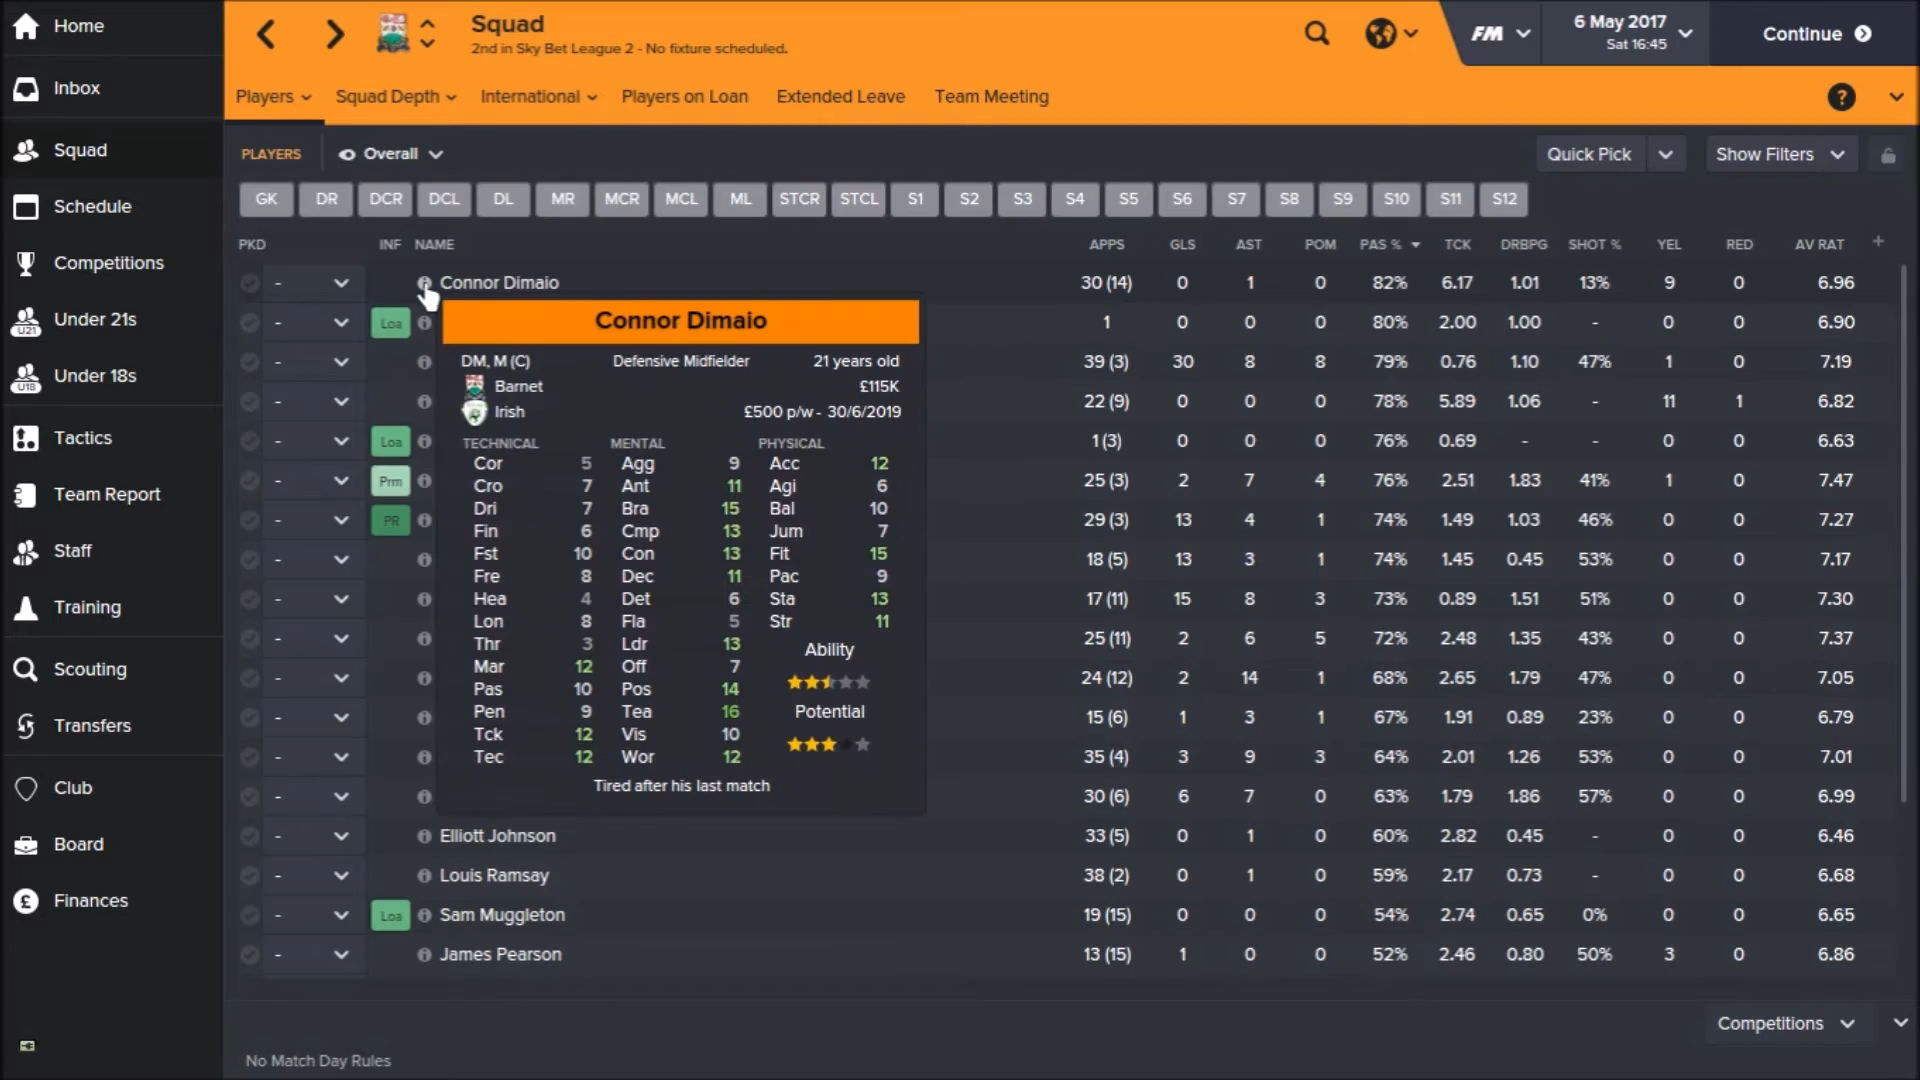 Home
Inbox
Squad
Schedule
Competitions
Under 21s
U21
Under 18s
U18
Tactics
Team Report
Staff
Training
Scouting
Transfers
Club
Board
Finances
Squad
2nd in Sky Bet League 2 - No fixture scheduled.
FM
6 May 2017
Sat 16:45
Continue
Players
Squad Depth
International
Players on Loan
Extended Leave
Team Meeting
?
PLAYERS
Overall
Quick Pick
Show Filters
GK DR DCR DCL DL MR MCR MCL ML STCR STCL S1 S2 S3 S4 S5 S6 S7 S8 S9 S10 S11 S12
PKD INF NAME APPS GLS AST POM PAS % TCK DRBPG SHOT % YEL RED AV RAT +
- Connor Dimaio 30 (14) 0 1 0 82% 6.17 1.01 13% 9 0 6.96
- Loa 1 0 0 0 80% 2.00 1.00 - 0 0 6.90
- 39 (3) 30 8 8 79% 0.76 1.10 47% 1 0 7.19
- 22 (9) 0 0 0 78% 5.89 1.06 - 11 1 6.82
- Loa 1 (3) 0 0 0 76% 0.69 - - 0 0 6.63
- Prm 25 (3) 2 7 4 76% 2.51 1.83 41% 1 0 7.47
- PR 29 (3) 13 4 1 74% 1.49 1.03 46% 0 0 7.27
- 18 (5) 13 3 1 74% 1.45 0.45 53% 0 0 7.17
- 17 (11) 15 8 3 73% 0.89 1.51 51% 0 0 7.30
- 25 (11) 2 6 5 72% 2.48 1.35 43% 0 0 7.37
- 24 (12) 2 14 1 68% 2.65 1.79 47% 0 0 7.05
- 15 (6) 1 3 1 67% 1.91 0.89 23% 0 0 6.79
- 35 (4) 3 9 3 64% 2.01 1.26 53% 0 0 7.01
- 30 (6) 6 7 0 63% 1.79 1.86 57% 0 0 6.99
- Elliott Johnson 33 (5) 0 1 0 60% 2.82 0.45 - 0 0 6.46
- Louis Ramsay 38 (2) 0 1 0 59% 2.17 0.73 - 0 0 6.68
- Loa Sam Muggleton 19 (15) 0 0 0 54% 2.74 0.65 0% 0 0 6.65
- James Pearson 13 (15) 1 0 0 52% 2.46 0.80 50% 3 0 6.86
Connor Dimaio
DM, M (C) Defensive Midfielder 21 years old
Barnet £115K
Irish £500 p/w - 30/6/2019
TECHNICAL MENTAL PHYSICAL
Cor 5 Agg 9 Acc 12
Cro 7 Ant 11 Agi 6
Dri 7 Bra 15 Bal 10
Fin 6 Cmp 13 Jum 7
Fst 10 Con 13 Fit 15
Fre 8 Dec 11 Pac 9
Hea 4 Det 6 Sta 13
Lon 8 Fla 5 Str 11
Thr 3 Ldr 13 Ability
Mar 12 Off 7
Pas 10 Pos 14
Pen 9 Tea 16 Potential
Tck 12 Vis 10
Tec 12 Wor 12
Tired after his last match
Competitions
No Match Day Rules